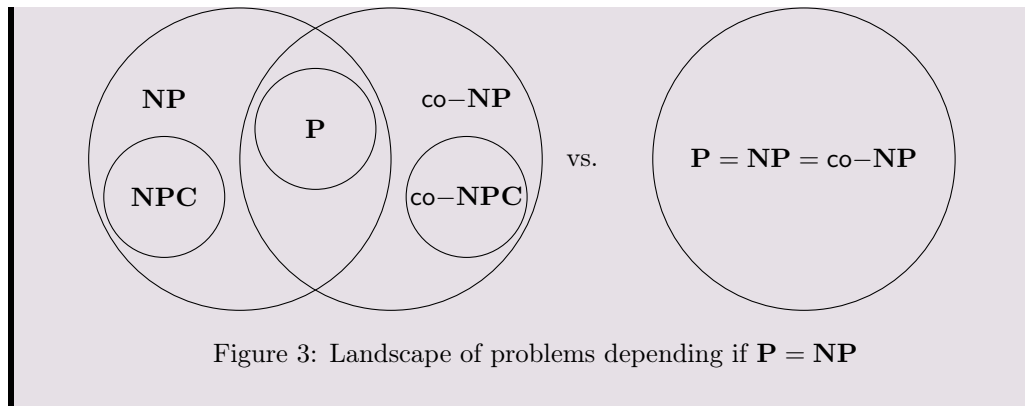 NP
co−NP
P
vs.
P = NP = co−NP
NPC
co−NPC
Figure 3: Landscape of problems depending if P = NP